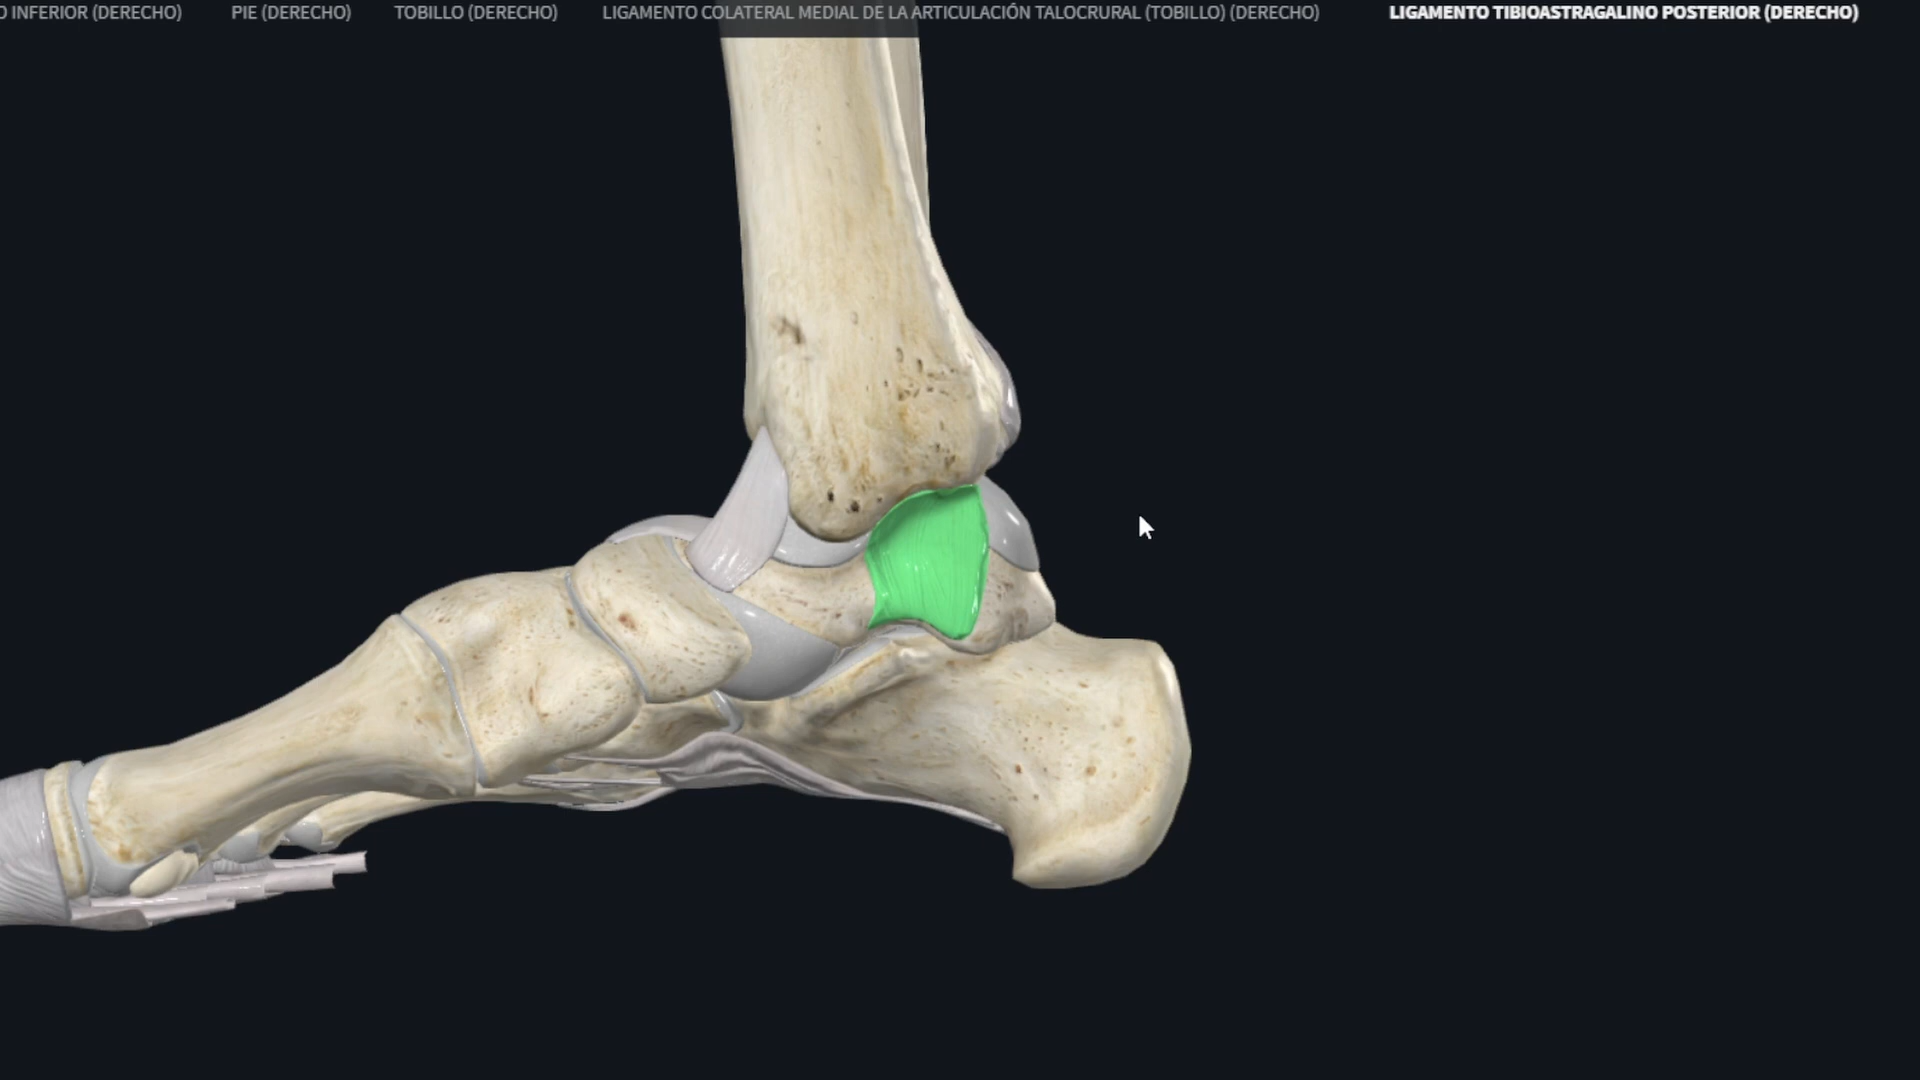 O INFERIOR (DERECHO) PIE (DERECHO) TOBILLO (DERECHO) LIGAMENTO COLATERAL MEDIAL DE LA ARTICULACIÓN TALOCRURAL (TOBILLO) (DERECHO) LIGAMENTO TIBIOASTRAGALINO POSTERIOR (DERECHO)